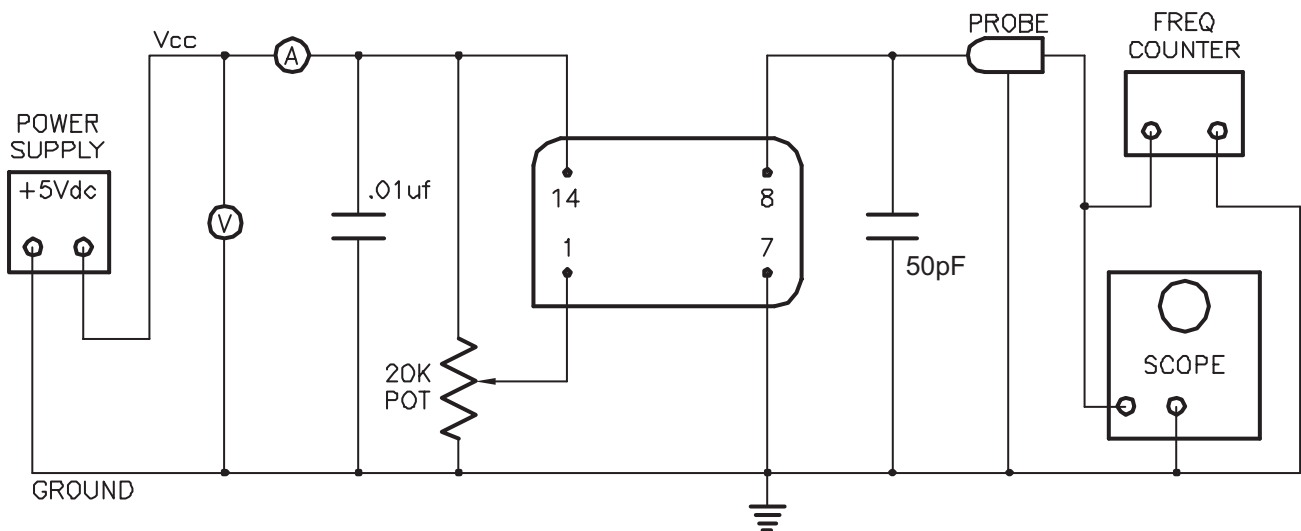 Vcc
A
PROBE
FREQ
COUNTER
POWER
SUPPLY
+5Vdc
V
.01uf
14
8
1
7
50pF
20K
POT
SCOPE
GROUND